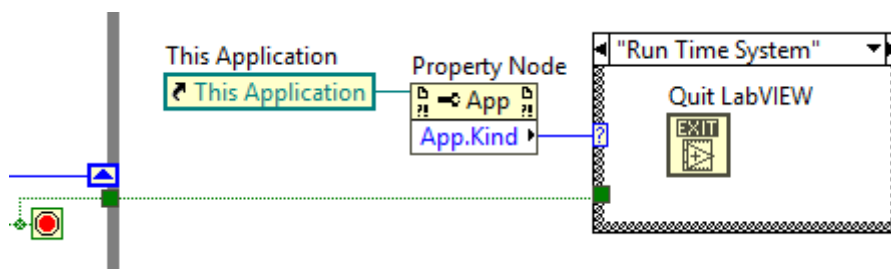 This Application
This Application
Property Node
App
App.Kind
?
"Run Time System"
Quit LabVIEW
EXIT